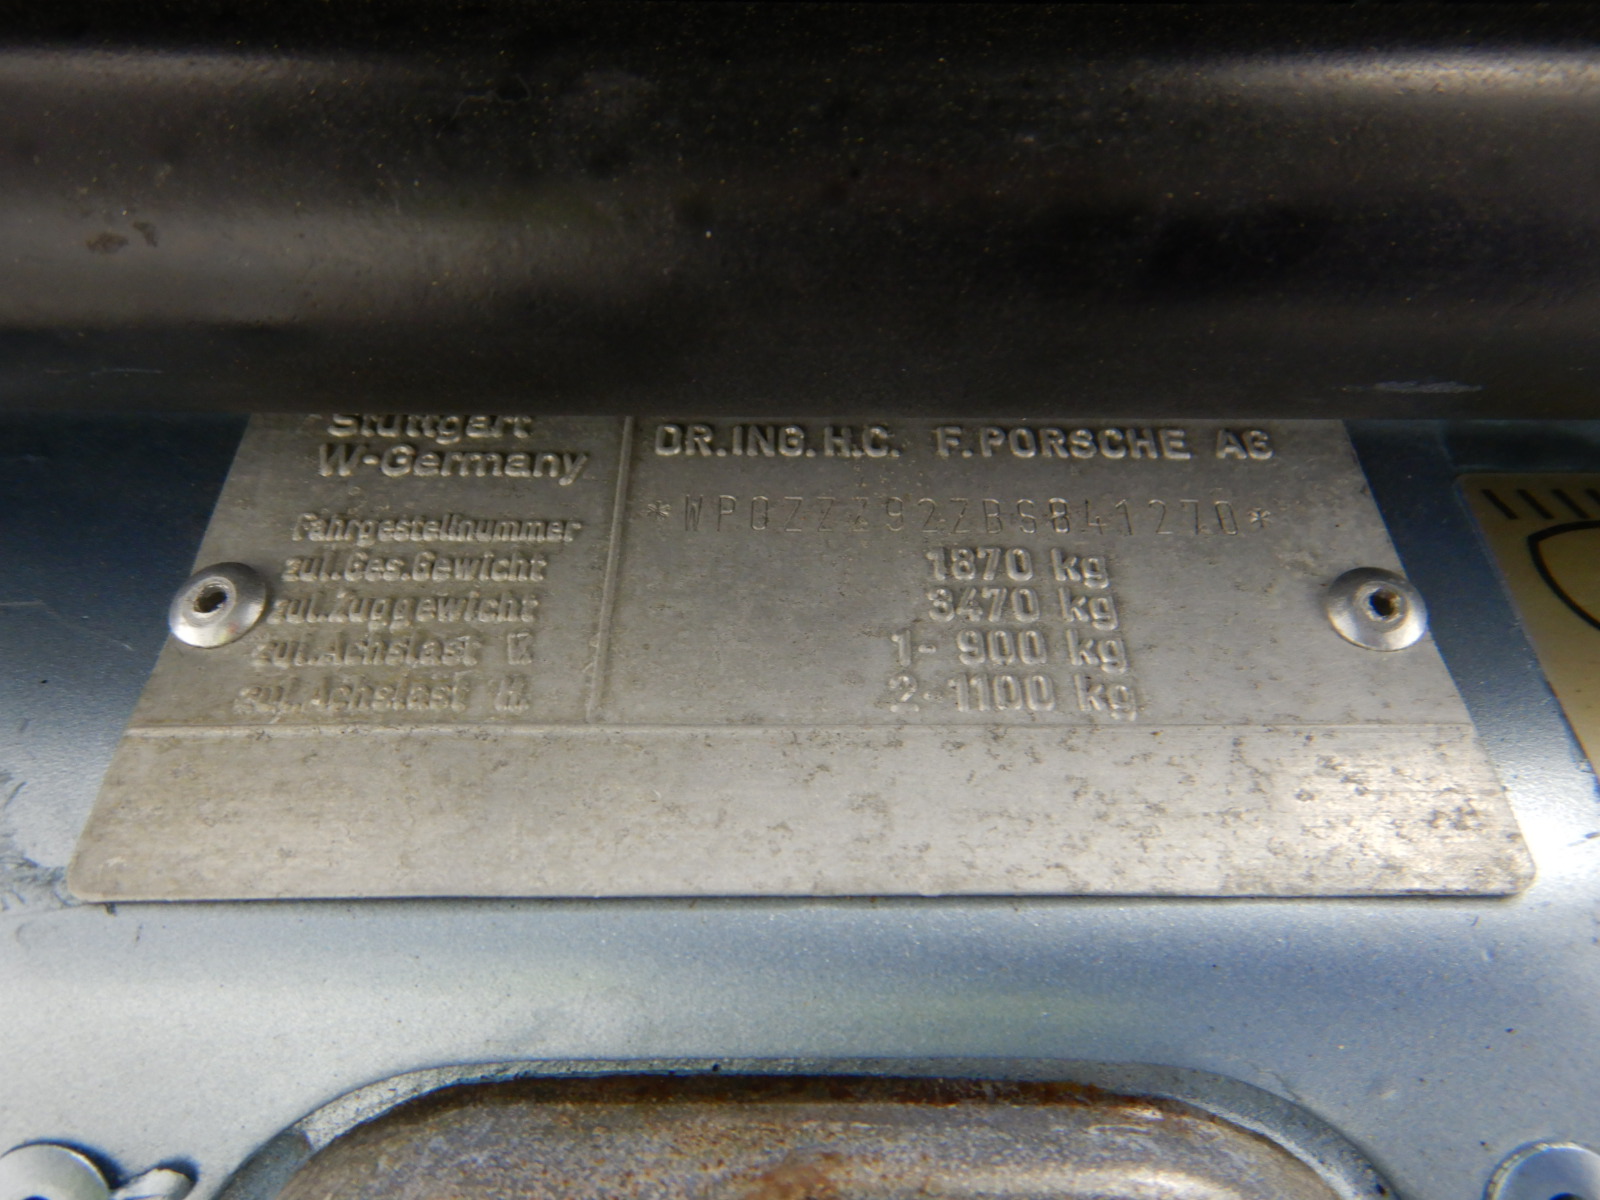 Stuttgart
W-Germany
DR.ING.H.C. F.PORSCHE AG
Fahrgestellnummer *WP0ZZZ92ZBS841270*
zul.Ges.Gewicht 1870 kg
zul.Zuggewicht 3470 kg
zul.Achslast V. 1- 900 kg
zul.Achslast H. 2-1100 kg